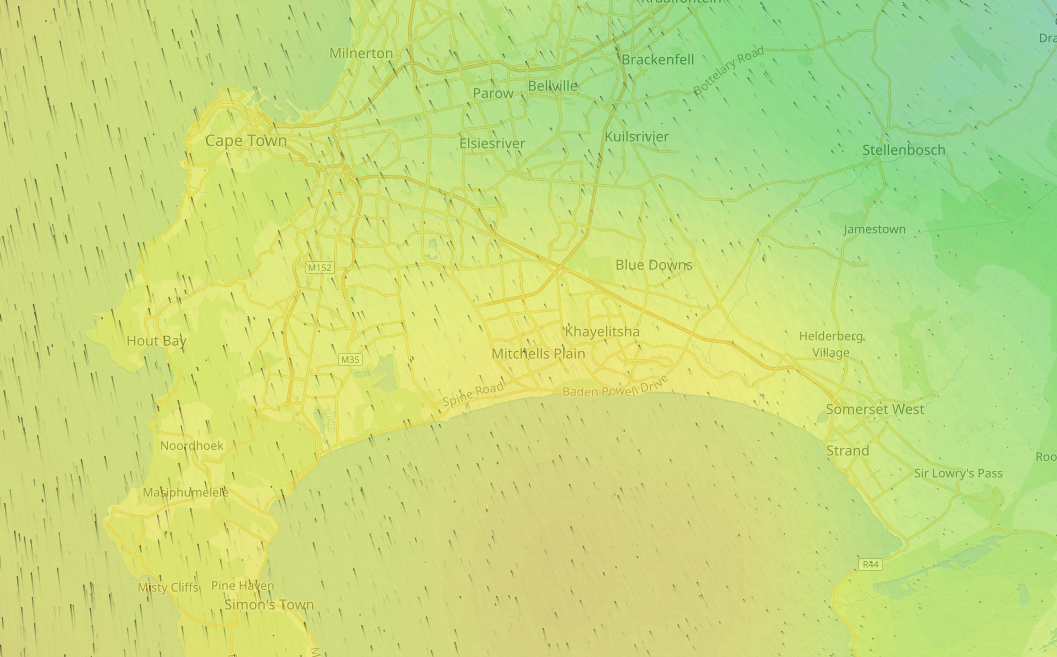 Milnerton
Brackenfell
Bottelary Road
Parow
Bellville
Cape Town
Elsiesriver
Kuilsrivier
Stellenbosch
Jamestown
M152
Blue Downs
Hout Bay
Khayelitsha
Helderberg
Village
M35
Mitchells Plain
Spine Road
Baden Powell Drive
Somerset West
Noordhoek
Strand
Sir Lowry's Pass
Masiphumelele
R44
Misty Cliffs
Pine Haven
Simon's Town